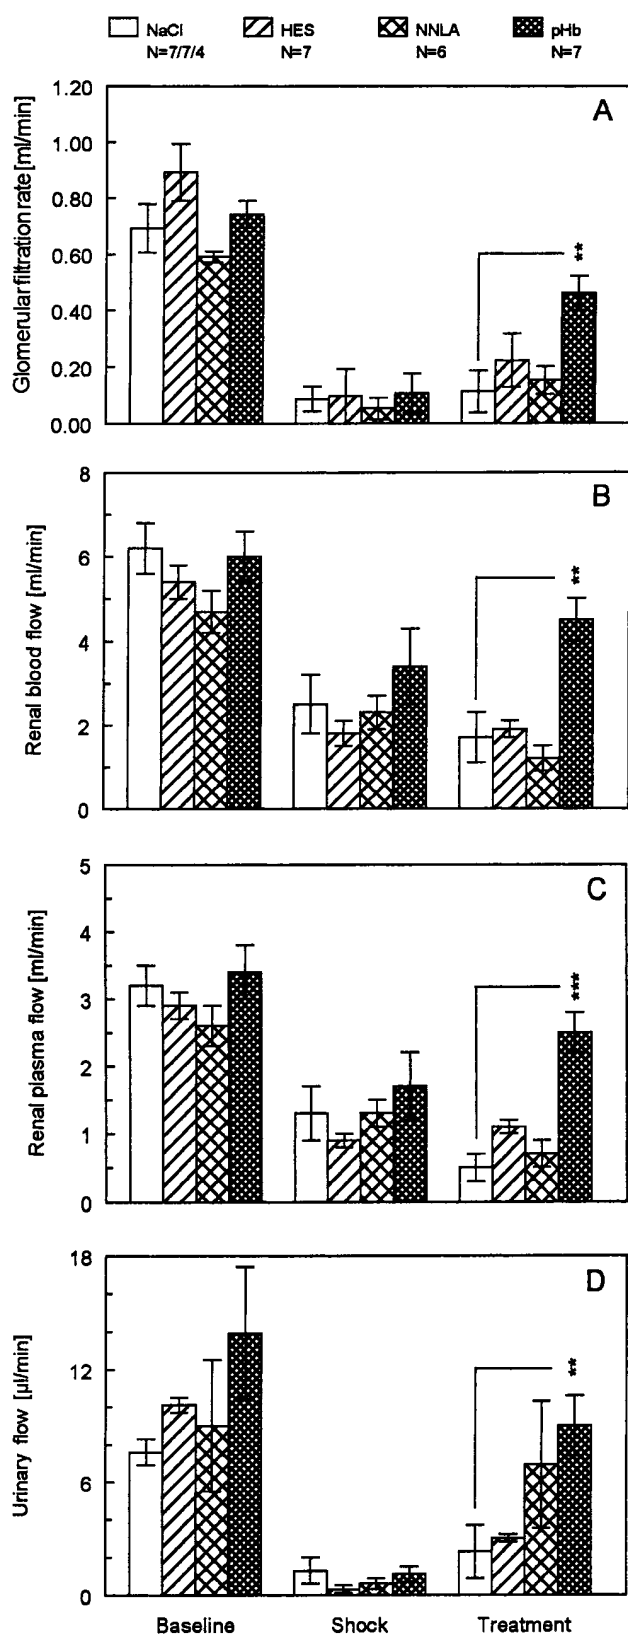 NaCl HES NNLA pHb
N=7/7/4 N=7 N=6 N=7
A
Glomerular filtration rate [ml/min]
1.20
1.00
0.80
0.60
0.40
0.20
0.00
**
B
Renal blood flow [ml/min]
8
6
4
2
0
**
C
Renal plasma flow [ml/min]
5
4
3
2
1
0
***
D
Urinary flow [µl/min]
18
12
6
0
**
Baseline Shock Treatment